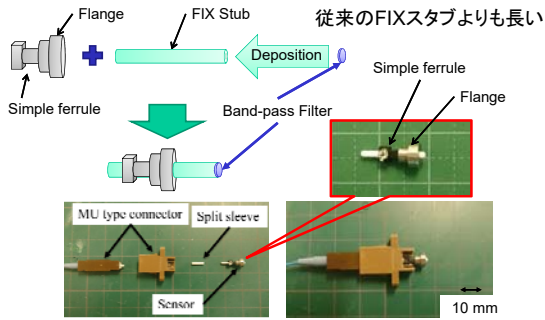 従来のFIXスタブよりも長い
Flange
FIX Stub
Deposition
Simple ferrule
Simple ferrule
Flange
Band-pass Filter
MU type connector
Split sleeve
Sensor
10 mm